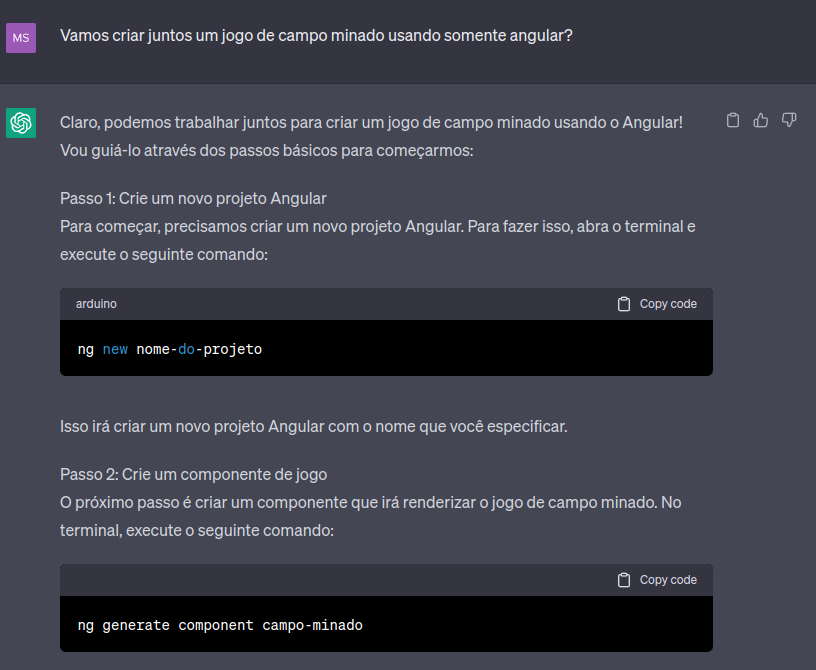 MS
Vamos criar juntos um jogo de campo minado usando somente angular?
Claro, podemos trabalhar juntos para criar um jogo de campo minado usando o Angular!
Vou guiá-lo através dos passos básicos para começarmos:
Passo 1: Crie um novo projeto Angular
Para começar, precisamos criar um novo projeto Angular. Para fazer isso, abra o terminal e
execute o seguinte comando:
arduino Copy code
ng new nome-do-projeto
Isso irá criar um novo projeto Angular com o nome que você especificar.
Passo 2: Crie um componente de jogo
O próximo passo é criar um componente que irá renderizar o jogo de campo minado. No
terminal, execute o seguinte comando:
Copy code
ng generate component campo-minado